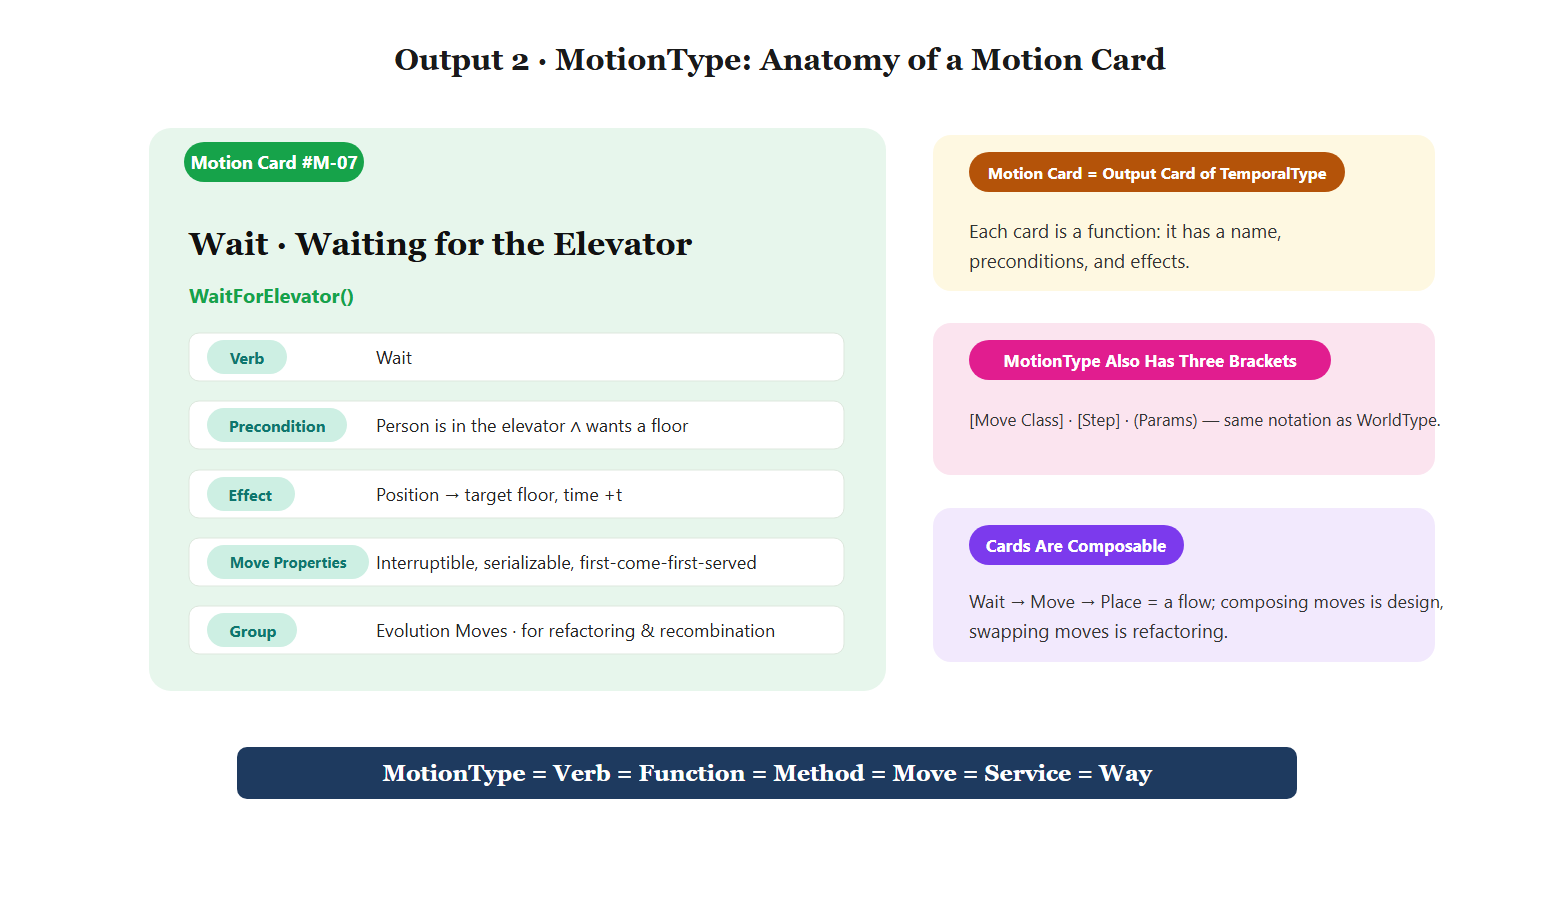 Output 2 · MotionType: Anatomy of a Motion Card
Motion Card #M-07
Wait · Waiting for the Elevator
WaitForElevator()
Verb Wait
Precondition Person is in the elevator ∧ wants a floor
Effect Position → target floor, time +t
Move Properties Interruptible, serializable, first-come-first-served
Group Evolution Moves · for refactoring & recombination
Motion Card = Output Card of TemporalType
Each card is a function: it has a name,
preconditions, and effects.
MotionType Also Has Three Brackets
[Move Class] · [Step] · (Params) — same notation as WorldType.
Cards Are Composable
Wait → Move → Place = a flow; composing moves is design,
swapping moves is refactoring.
MotionType = Verb = Function = Method = Move = Service = Way